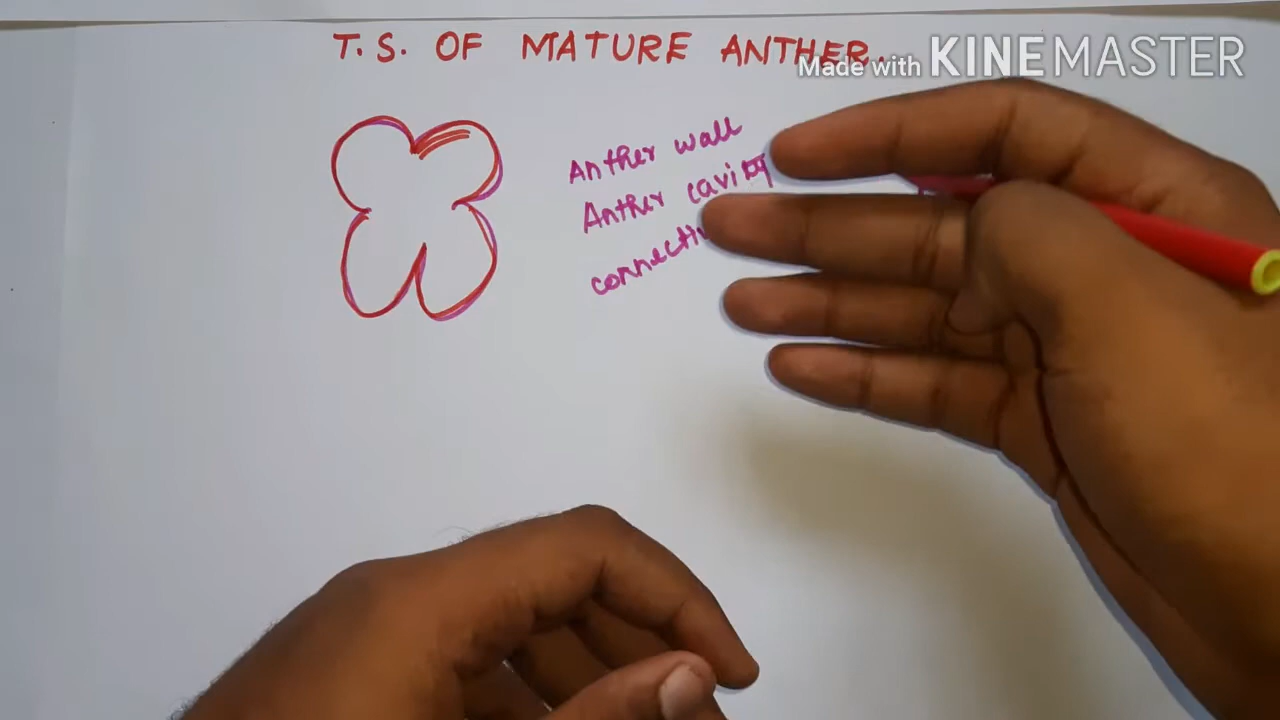 T.S. OF MATURE ANTHER.
Made with KINEMASTER
Anther wall
Anther cavity